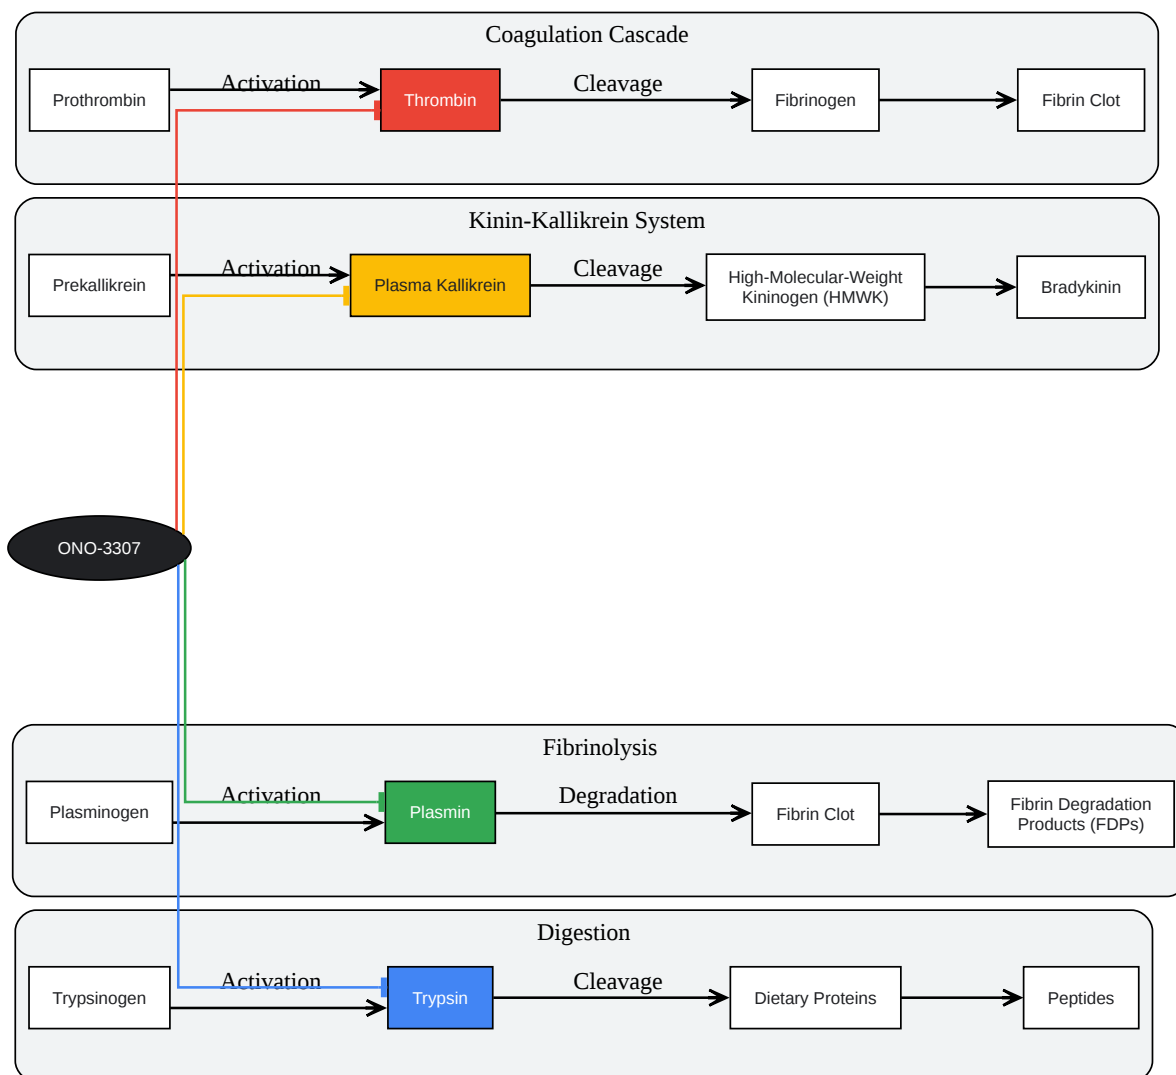 Coagulation Cascade
Prothrombin
Activation
Thrombin
Cleavage
Fibrinogen
Fibrin Clot
Kinin-Kallikrein System
Prekallikrein
Activation
Plasma Kallikrein
Cleavage
High-Molecular-Weight
Kininogen (HMWK)
Bradykinin
ONO-3307
Fibrinolysis
Plasminogen
Activation
Plasmin
Degradation
Fibrin Clot
Fibrin Degradation
Products (FDPs)
Digestion
Trypsinogen
Activation
Trypsin
Cleavage
Dietary Proteins
Peptides